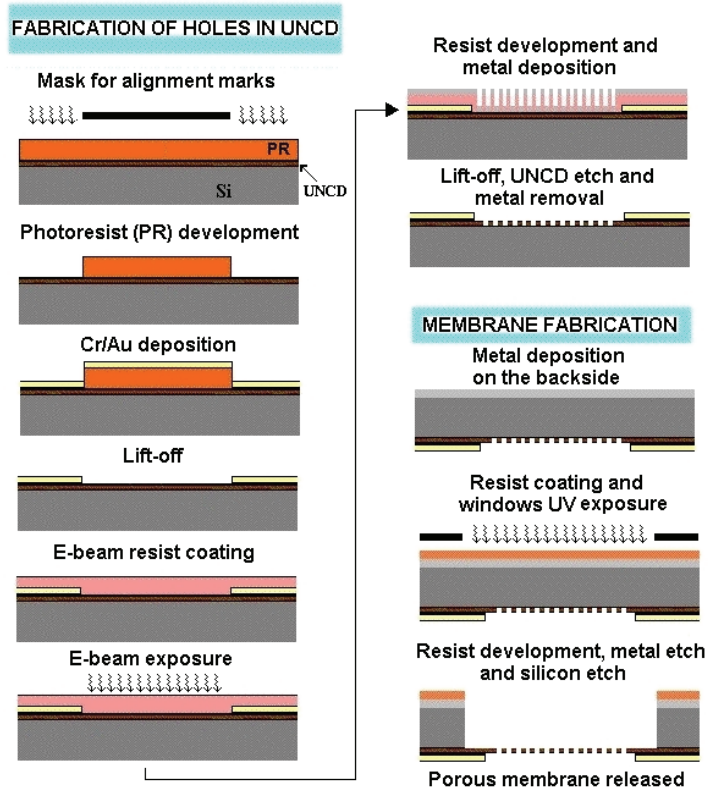 FABRICATION OF HOLES IN UNCD
Mask for alignment marks
PR
Si
UNCD
Photoresist (PR) development
Cr/Au deposition
Lift-off
E-beam resist coating
E-beam exposure
Resist development and
metal deposition
Lift-off, UNCD etch and
metal removal
MEMBRANE FABRICATION
Metal deposition
on the backside
Resist coating and
windows UV exposure
Resist development, metal etch
and silicon etch
Porous membrane released